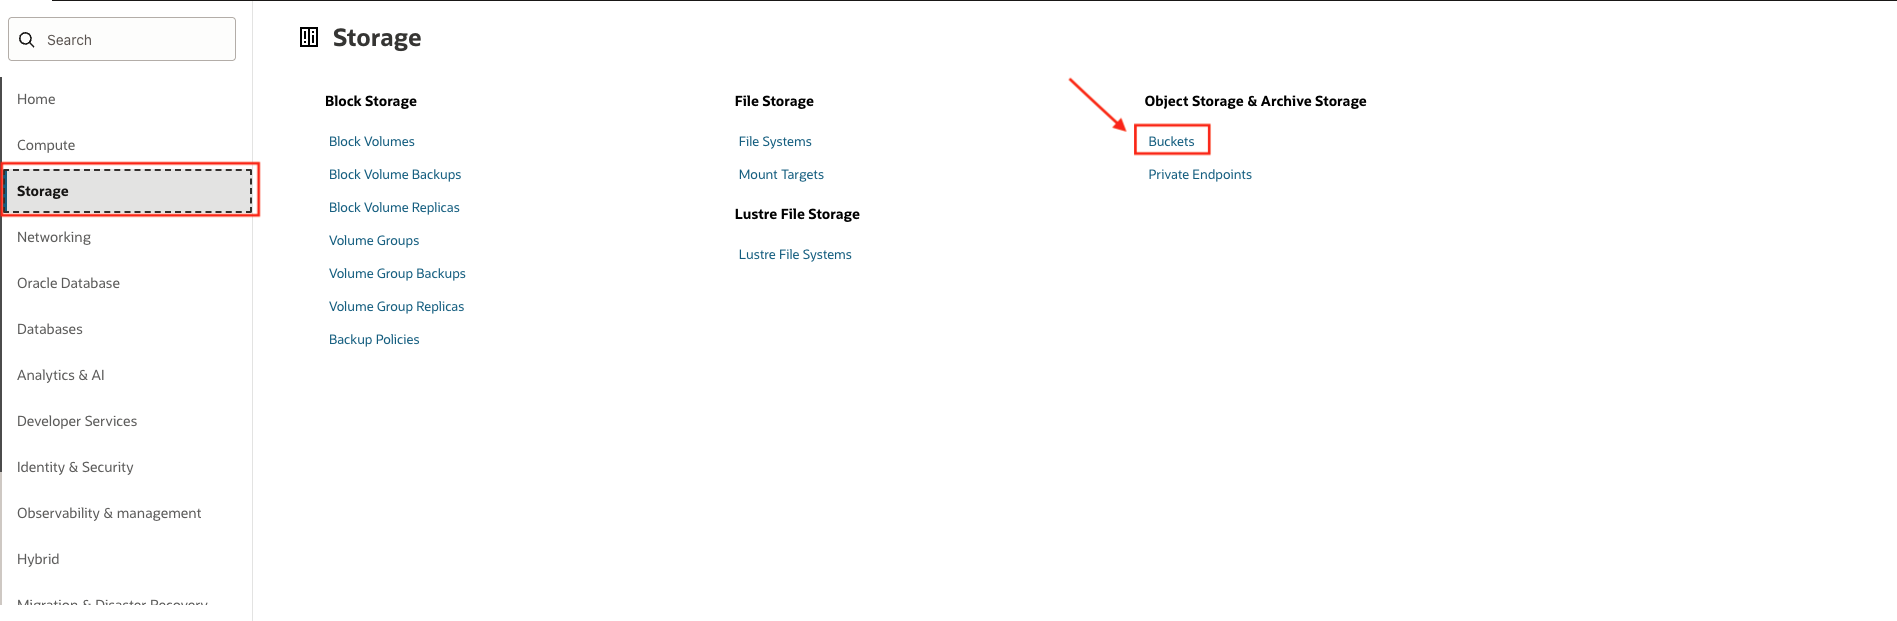 Search
Home
Compute
Storage
Networking
Oracle Database
Databases
Analytics & AI
Developer Services
Identity & Security
Observability & management
Hybrid
Migration & Disaster Recovery
Storage
Block Storage
Block Volumes
Block Volume Backups
Block Volume Replicas
Volume Groups
Volume Group Backups
Volume Group Replicas
Backup Policies
File Storage
File Systems
Mount Targets
Lustre File Storage
Lustre File Systems
Object Storage & Archive Storage
Buckets
Private Endpoints